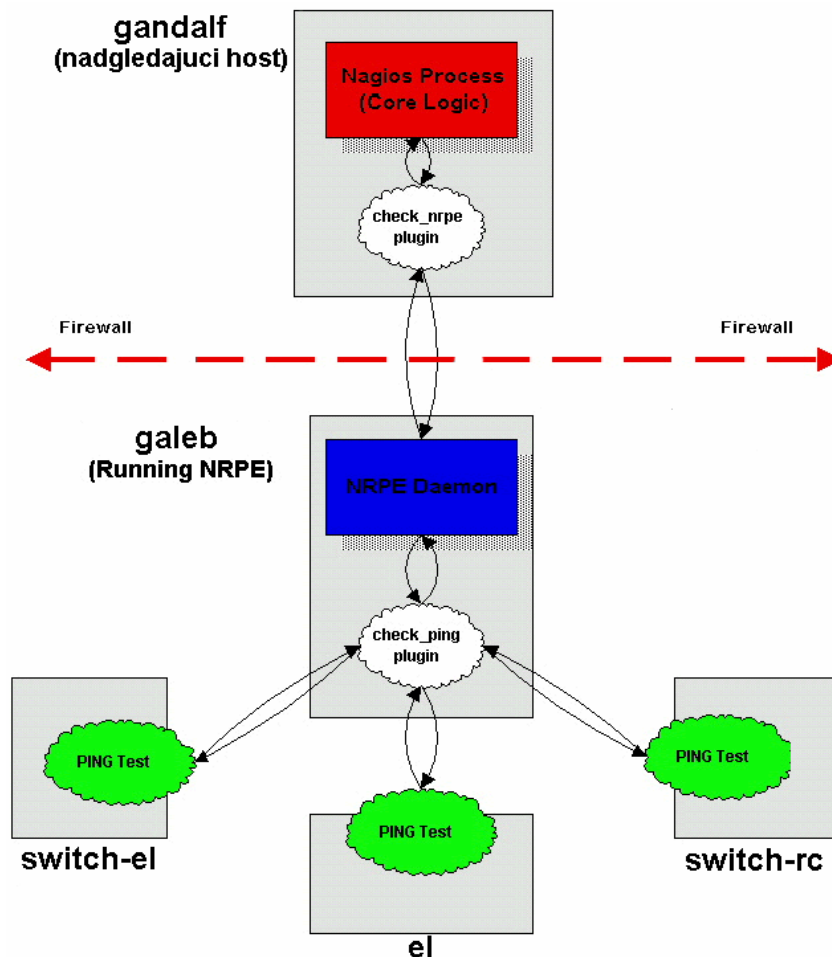 gandalf
(nadgledajuci host)
Nagios Process
(Core Logic)
check_nrpe
plugin
Firewall
Firewall
galeb
(Running NRPE)
NRPE Daemon
check_ping
plugin
PING Test
PING Test
PING Test
switch-el
switch-rc
el